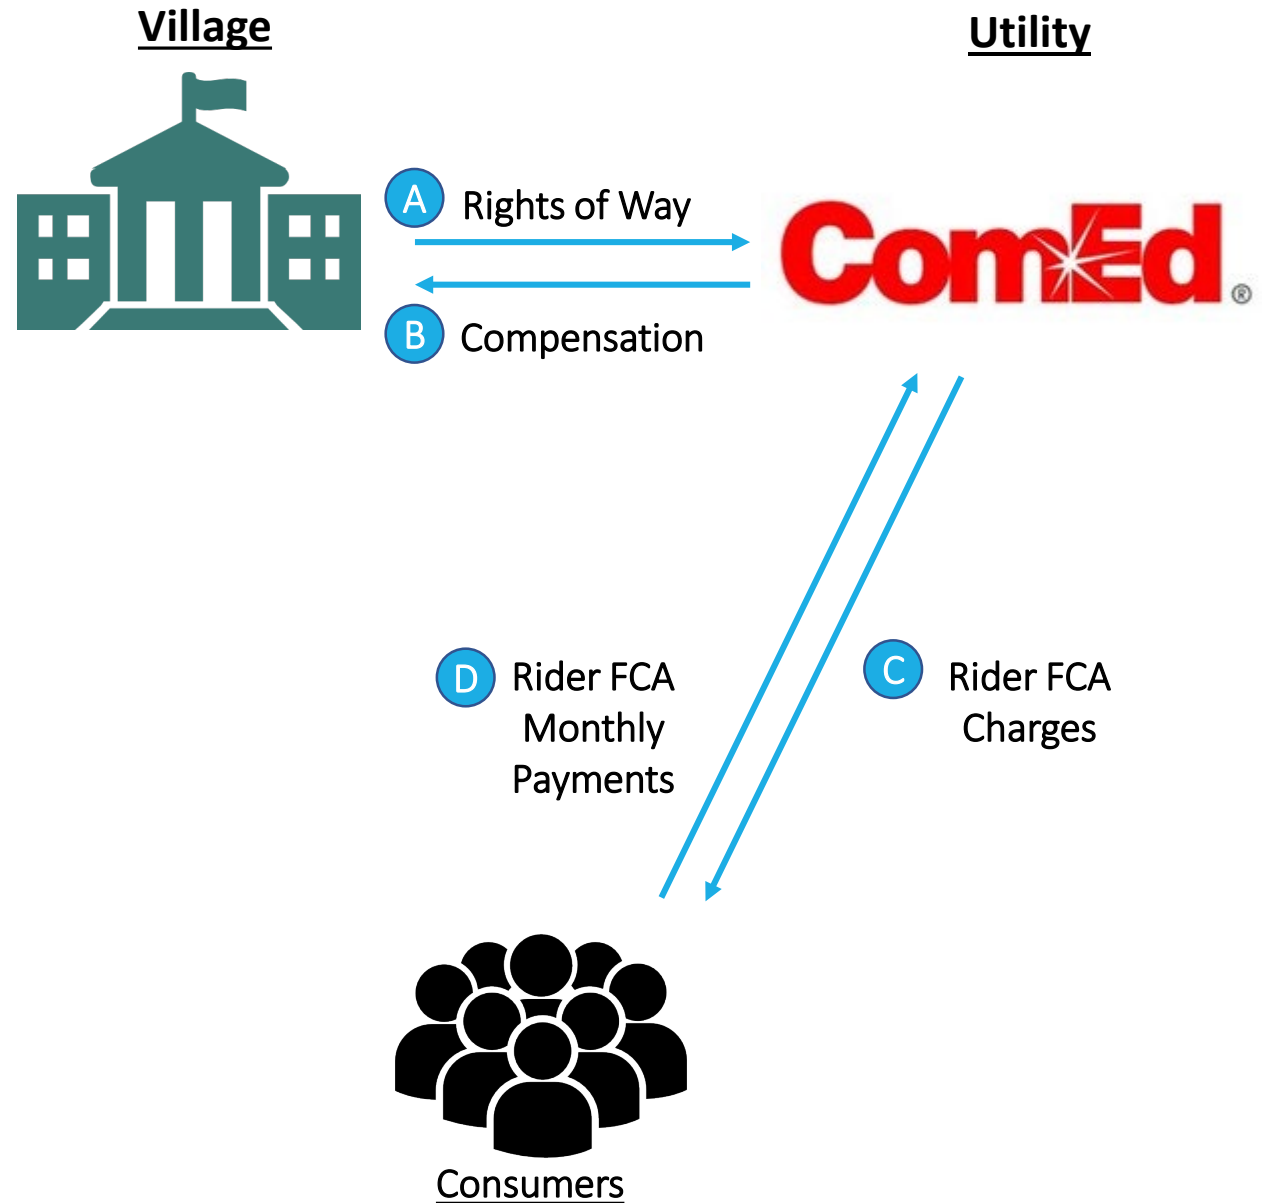 Village
Utility
A Rights of Way
ComEd®
B Compensation
D Rider FCA
Monthly
Payments
C Rider FCA
Charges
Consumers